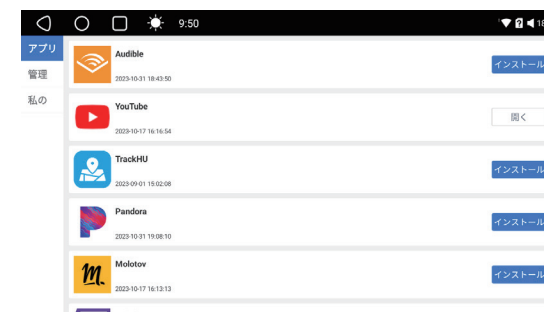 9:50
18
アプリ
管理
私の
Audible
2023-10-31 18:43:50
インストール
YouTube
2023-10-17 16:16:54
開く
TrackHU
2023-09-01 15:02:08
インストール
Pandora
2023-10-31 19:08:10
インストール
M.
Molotov
2023-10-17 16:13:13
インストール